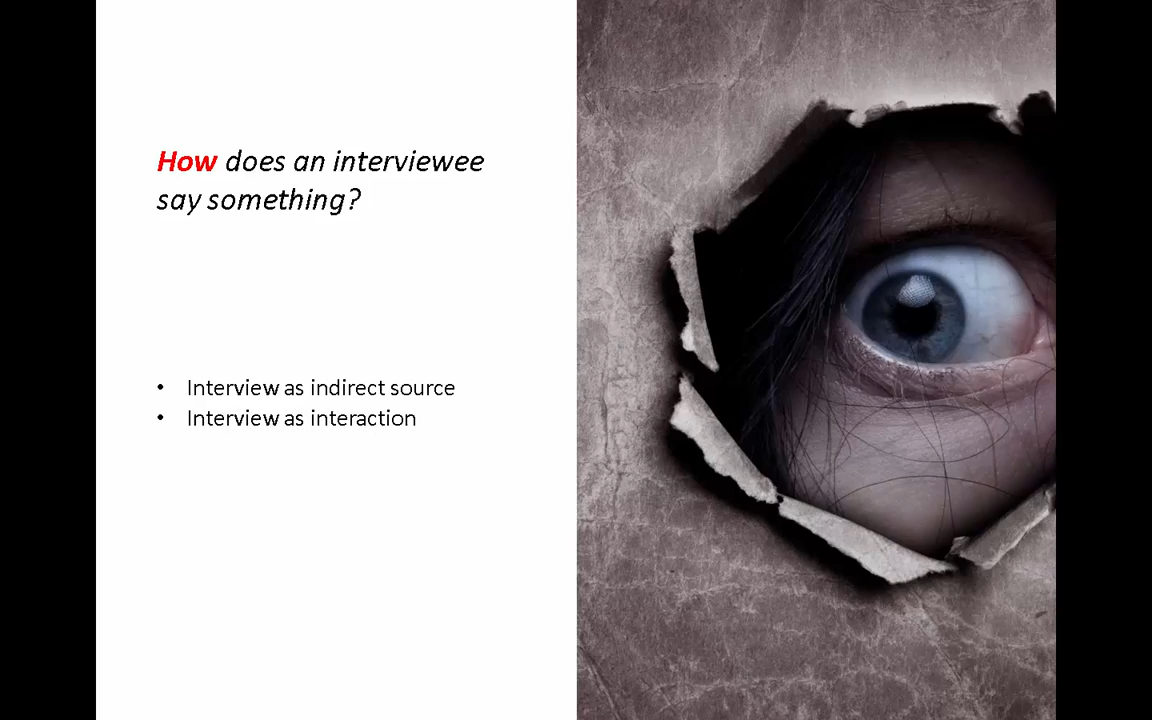 How does an interviewee
say something?
• Interview as indirect source
• Interview as interaction